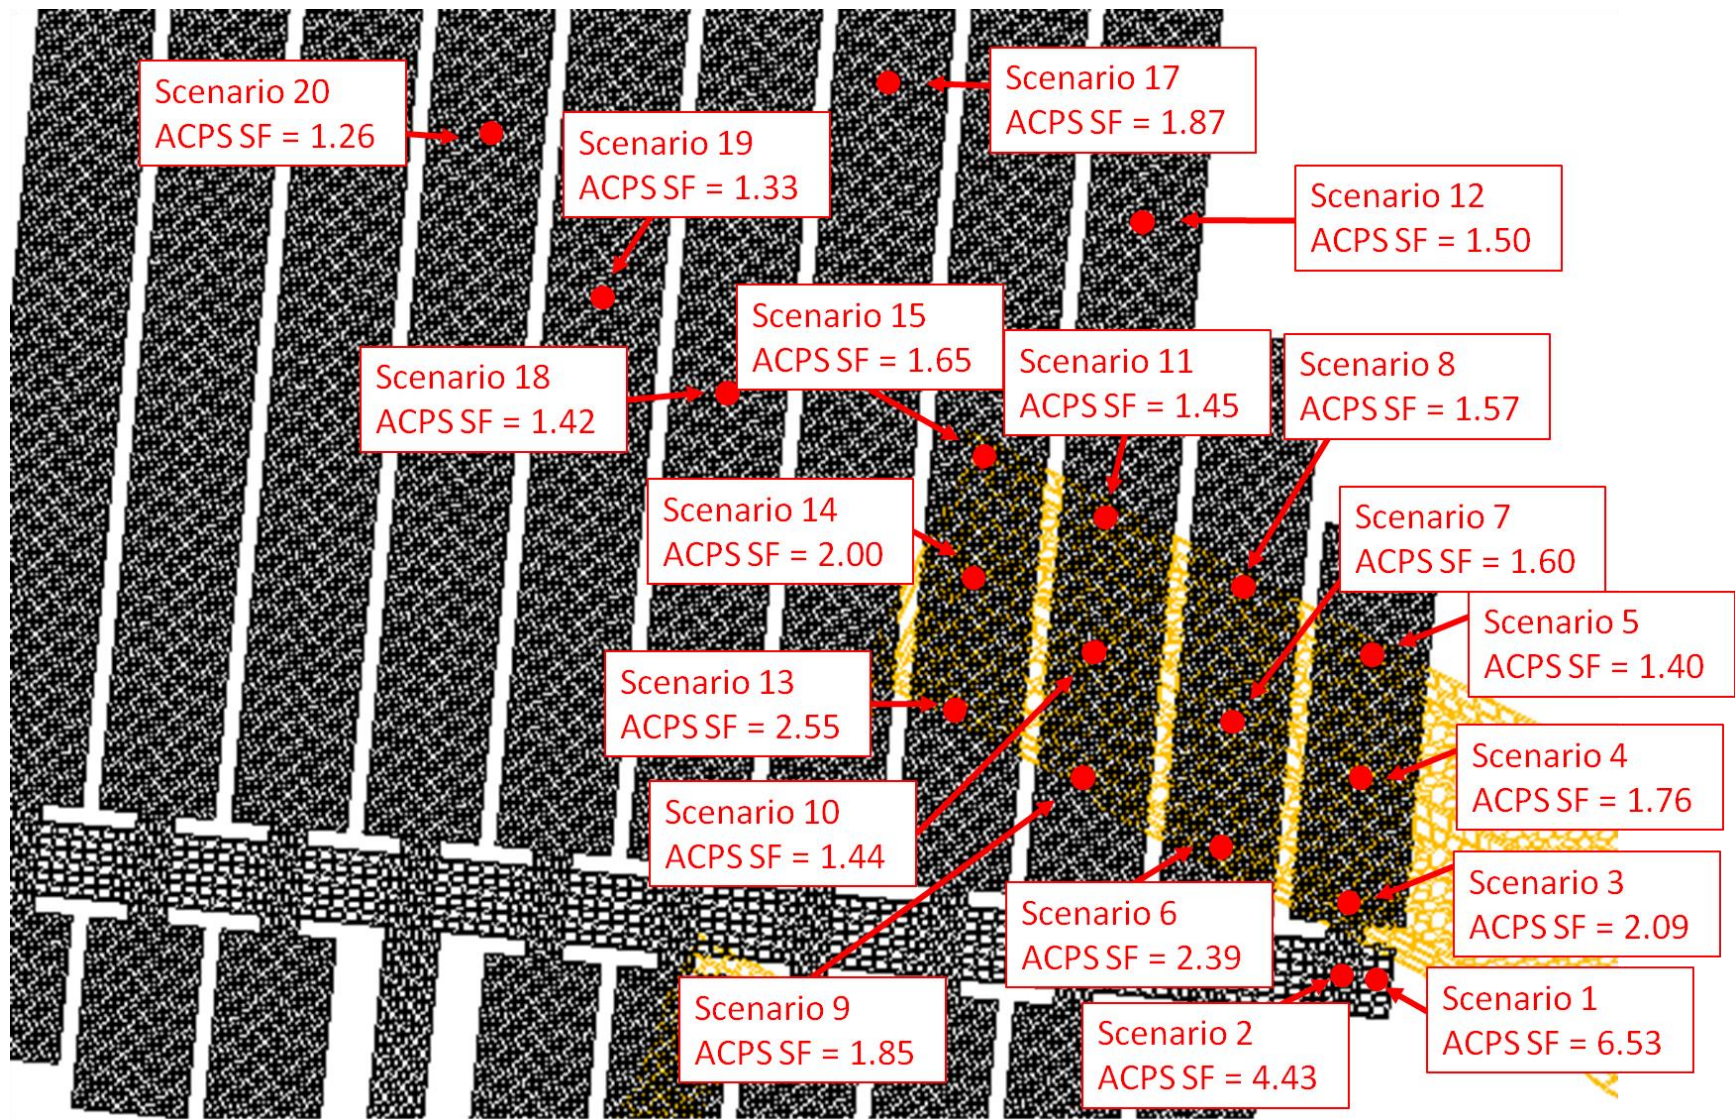 Scenario 17
ACPS SF = 1.87
Scenario 20
ACPS SF = 1.26
Scenario 19
ACPS SF = 1.33
Scenario 12
ACPS SF = 1.50
Scenario 15
ACPS SF = 1.65
Scenario 11
ACPS SF = 1.45
Scenario 8
ACPS SF = 1.57
Scenario 18
ACPS SF = 1.42
Scenario 14
ACPS SF = 2.00
Scenario 7
ACPS SF = 1.60
Scenario 5
ACPS SF = 1.40
Scenario 13
ACPS SF = 2.55
Scenario 4
ACPS SF = 1.76
Scenario 10
ACPS SF = 1.44
Scenario 3
ACPS SF = 2.09
Scenario 6
ACPS SF = 2.39
Scenario 9
ACPS SF = 1.85
Scenario 1
ACPS SF = 6.53
Scenario 2
ACPS SF = 4.43